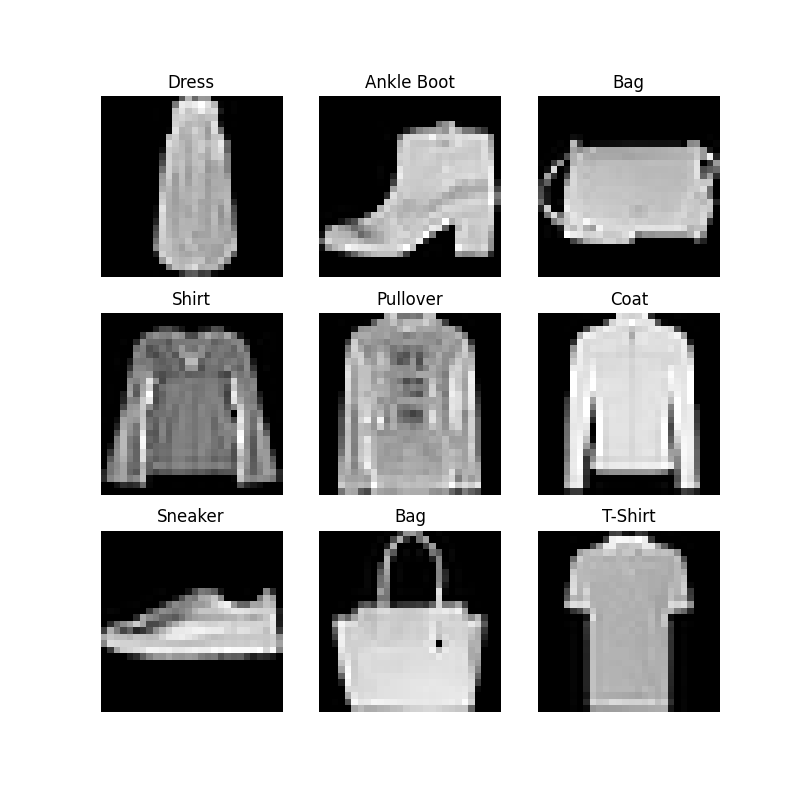 Dress
Ankle Boot
Bag
Shirt
Pullover
Coat
Sneaker
Bag
T-Shirt